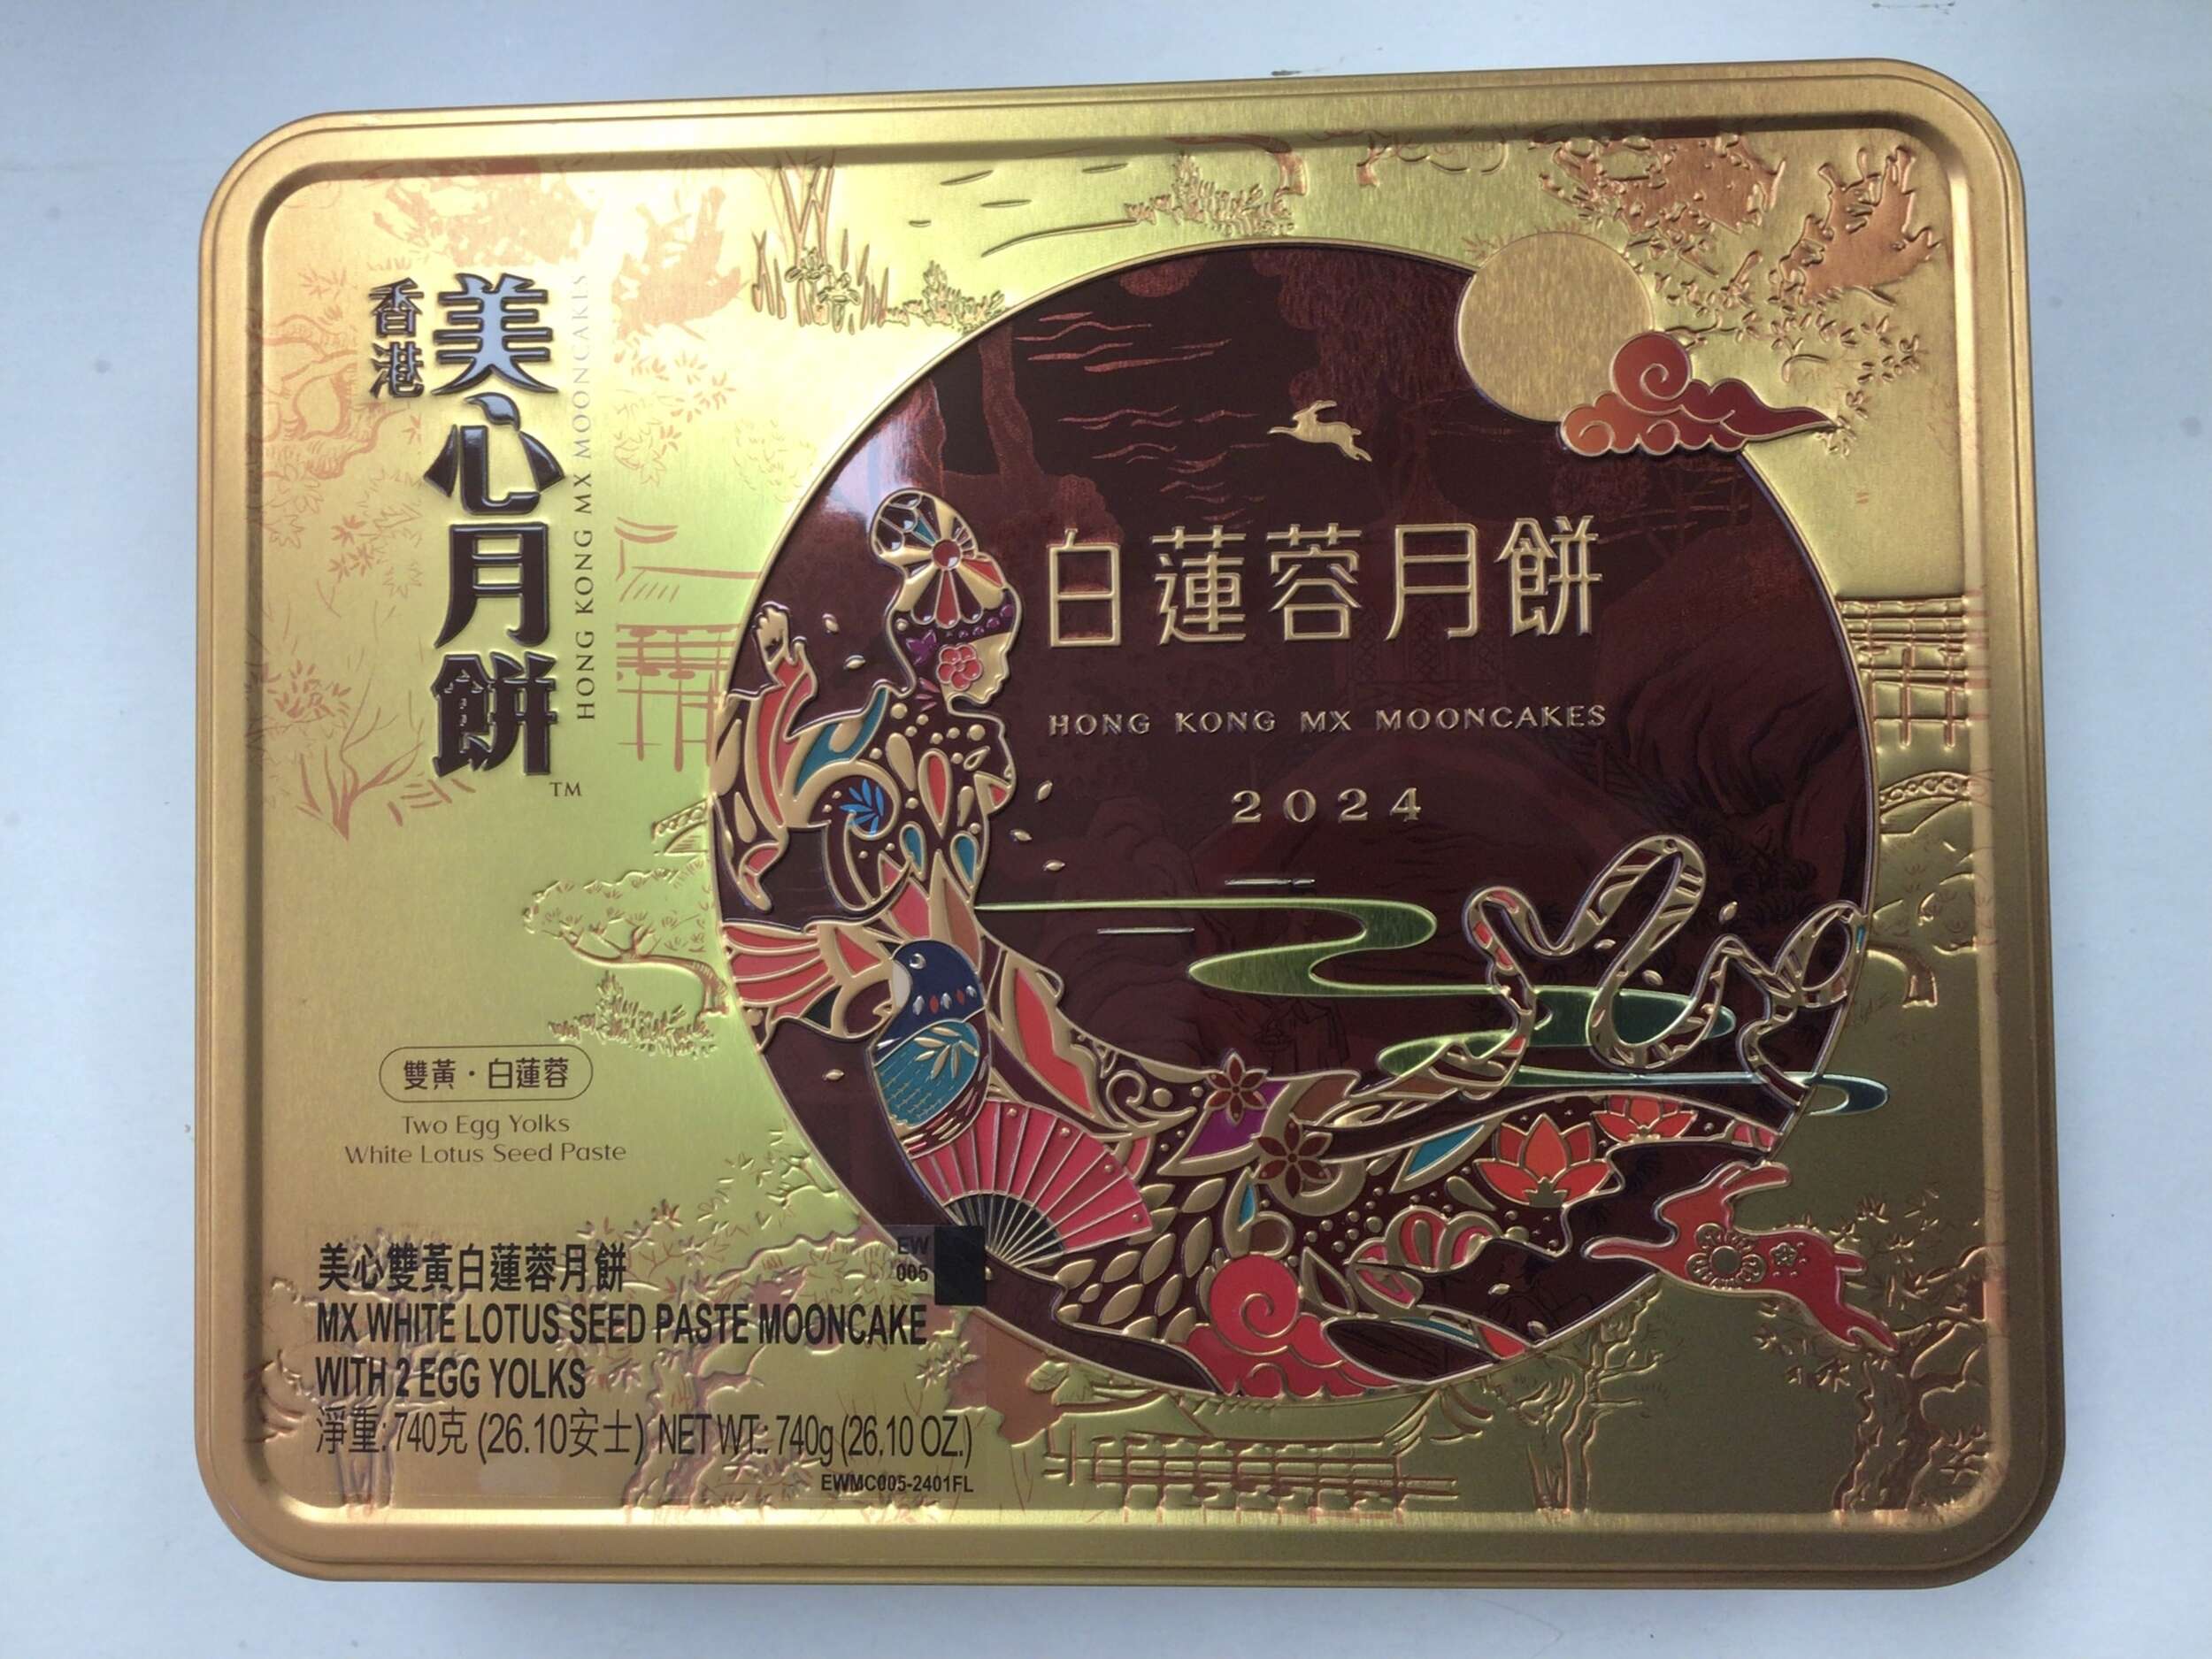 香港
美心月餅
HONG KONG MX MOONCAKES
TM
白蓮蓉月餅
HONG KONG MX MOONCAKES
2024
雙黃・白蓮蓉
Two Egg Yolks
White Lotus Seed Paste
EW
005
美心雙黃白蓮蓉月餅
MX WHITE LOTUS SEED PASTE MOONCAKE
WITH 2 EGG YOLKS
淨重: 740克 (26.10安士) NET WT.: 740g (26.10 OZ.)
EWMC005-2401FL